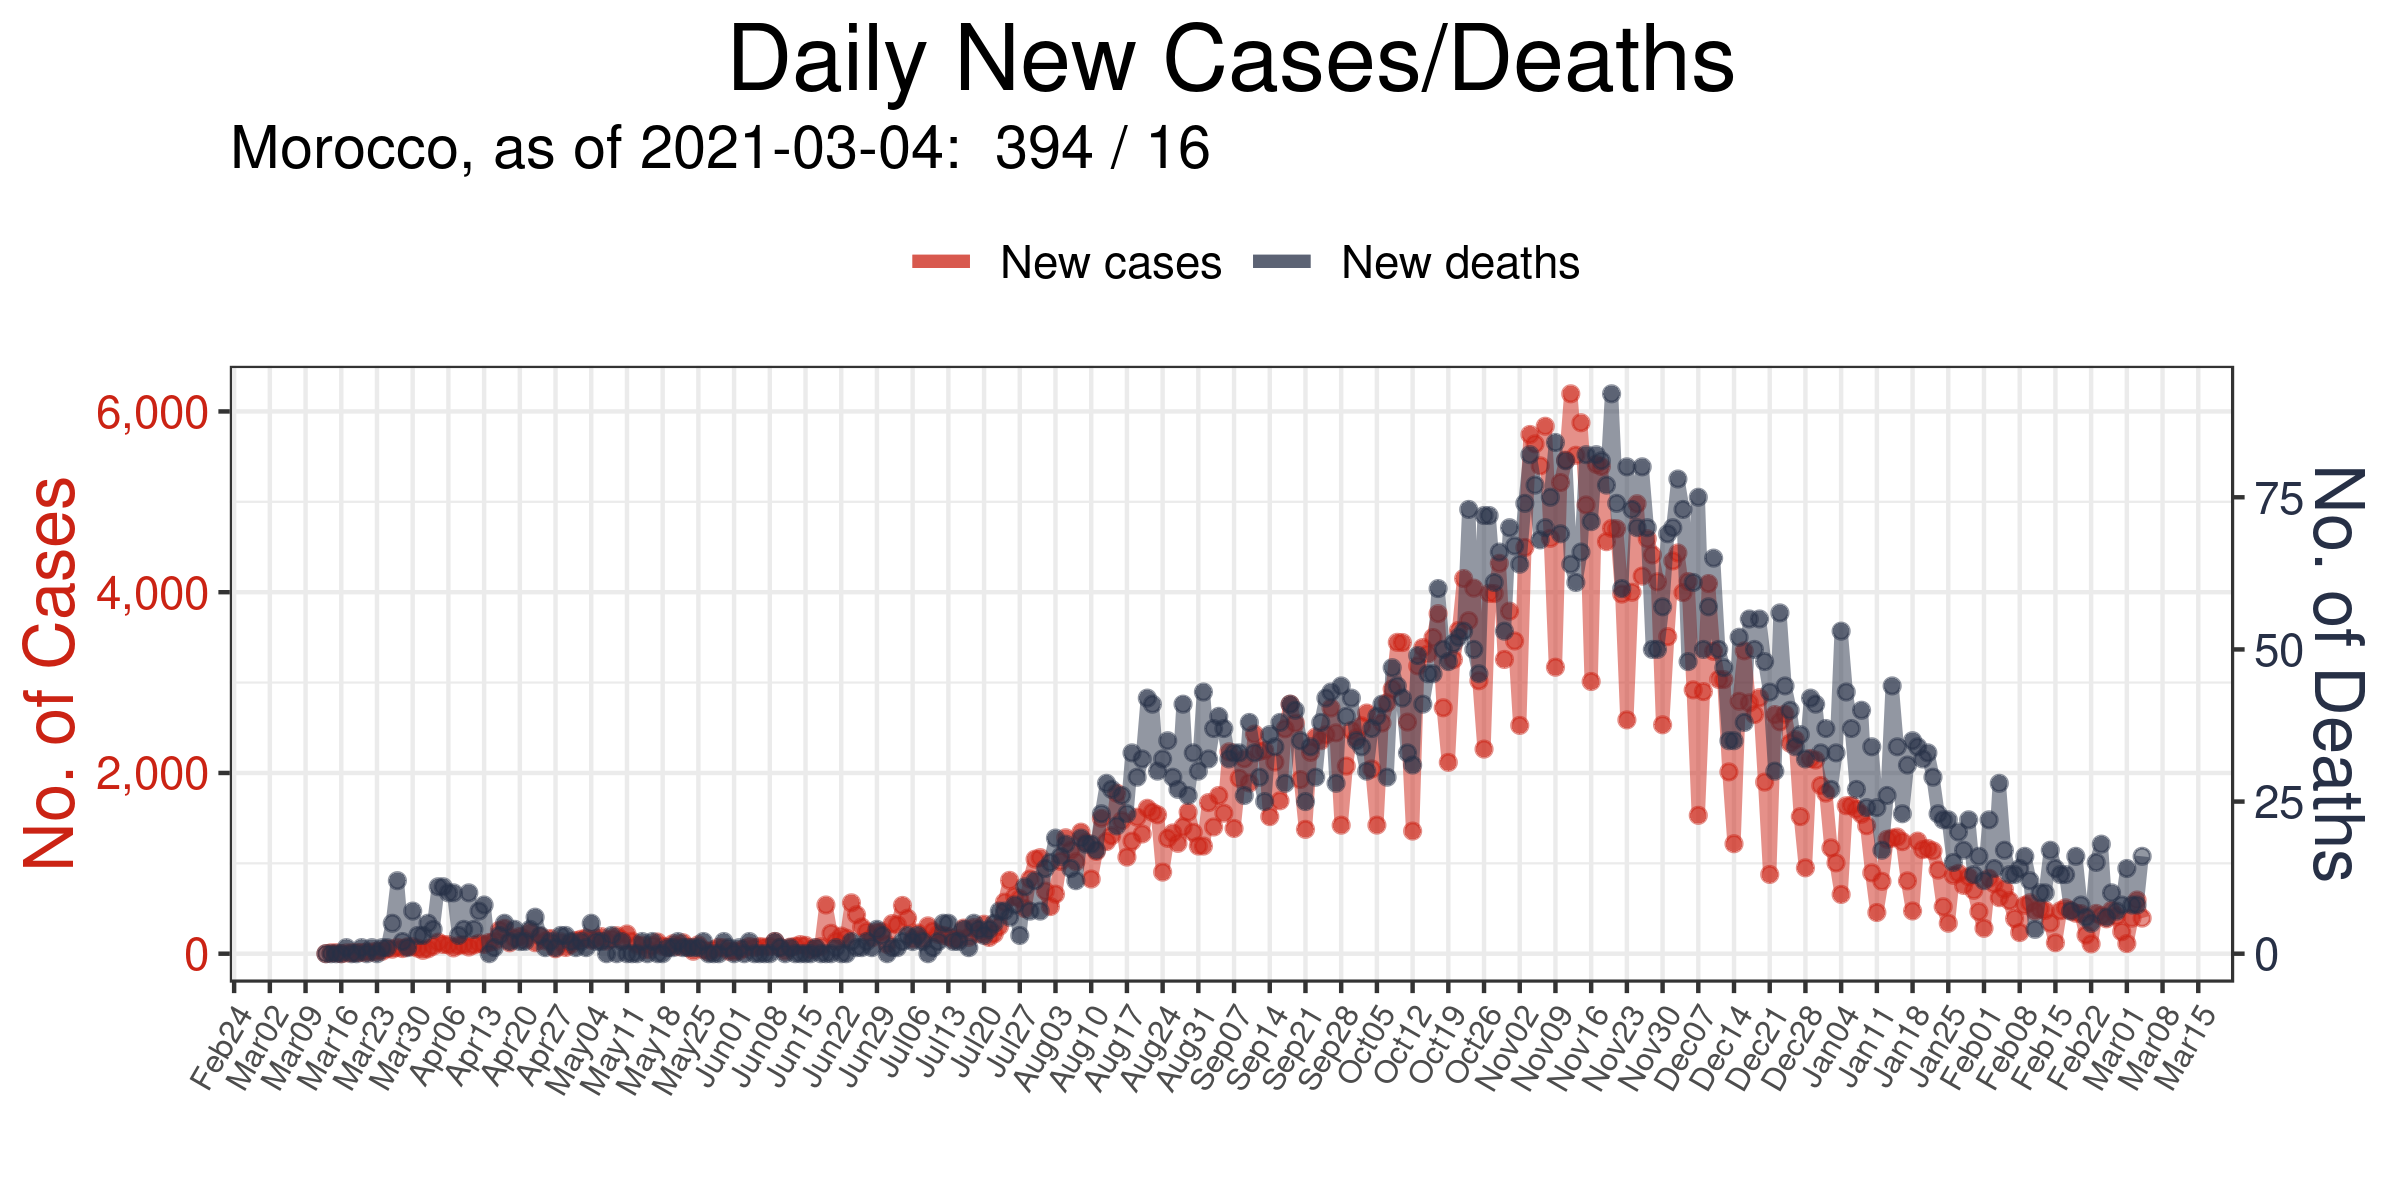 Daily New Cases/Deaths
Morocco, as of 2021-03-04:  394 / 16
New cases
New deaths
No. of Cases
6,000
4,000
2,000
0
No. of Deaths
75
50
25
0
Feb24
Mar02
Mar09
Mar16
Mar23
Mar30
Apr06
Apr13
Apr20
Apr27
May04
May11
May18
May25
Jun01
Jun08
Jun15
Jun22
Jun29
Jul06
Jul13
Jul20
Jul27
Aug03
Aug10
Aug17
Aug24
Aug31
Sep07
Sep14
Sep21
Sep28
Oct05
Oct12
Oct19
Oct26
Nov02
Nov09
Nov16
Nov23
Nov30
Dec07
Dec14
Dec21
Dec28
Jan04
Jan11
Jan18
Jan25
Feb01
Feb08
Feb15
Feb22
Mar01
Mar08
Mar15